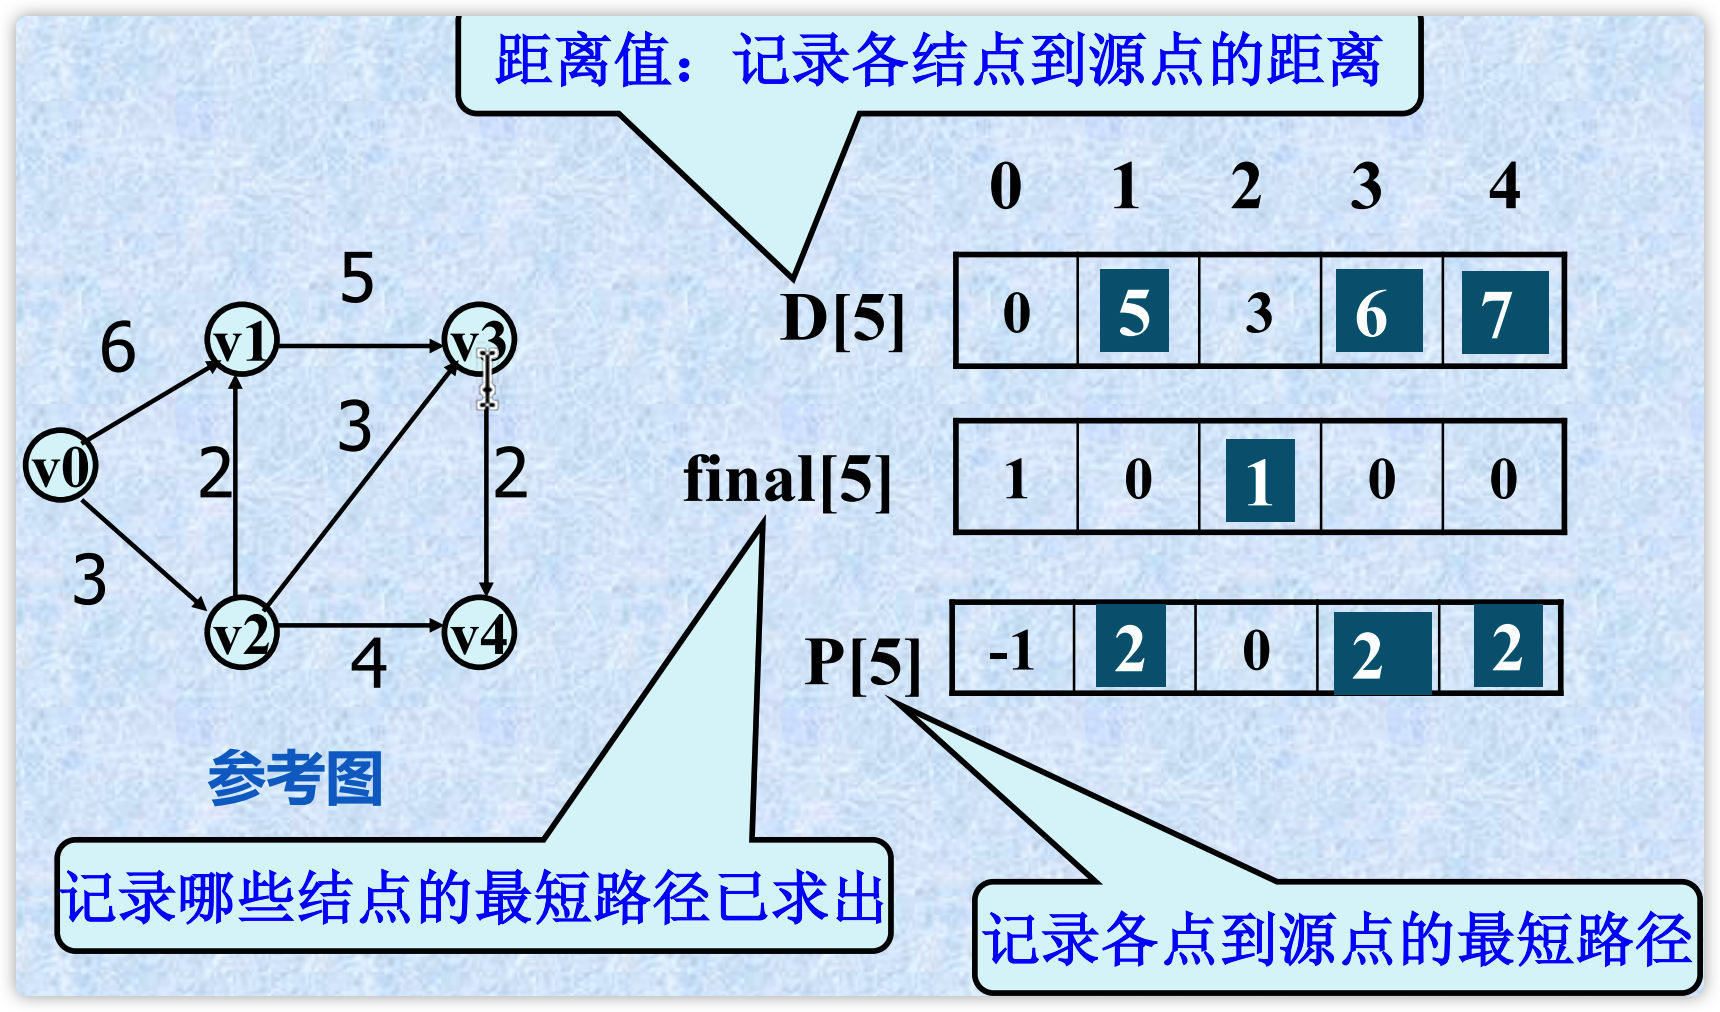 距离值：记录各结点到源点的距离
0 1 2 3 4
D[5] 0 5 3 6 7
final[5] 1 0 1 0 0
P[5] -1 2 0 2 2
5
v1 v3
6
3
v0 2 2
3
v2 v4
4
参考图
记录哪些结点的最短路径已求出
记录各点到源点的最短路径